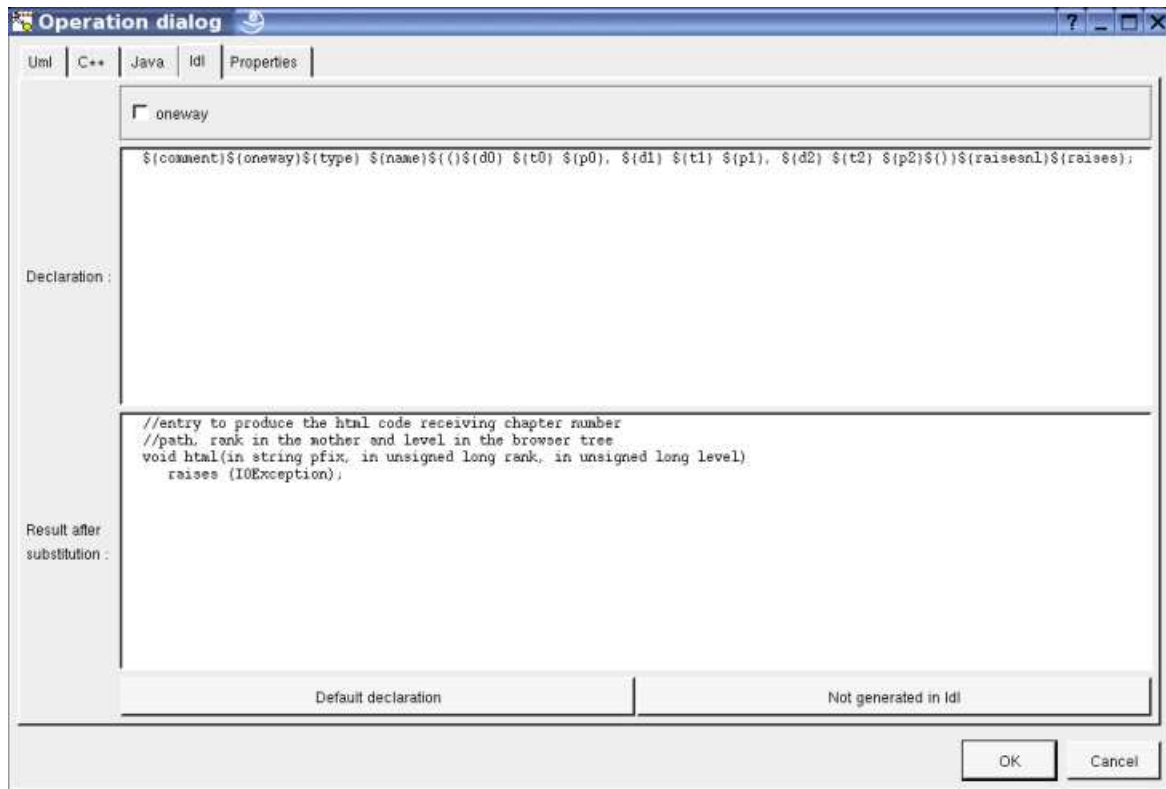 Operation dialog
? _ □ X
Uml C++ Java Idl Properties
oneway
Declaration :
${comment}${oneway}${type} ${name}${(}${d0} ${t0} ${p0}, ${d1} ${t1} ${p1}, ${d2} ${t2} ${p2}${)}${raisesnl}${raises};
Result after
substitution :
//entry to produce the html code receiving chapter number
//path, rank in the mother and level in the browser tree
void html(in string pfix, in unsigned long rank, in unsigned long level)
raises (IOException);
Default declaration Not generated in Idl
OK Cancel